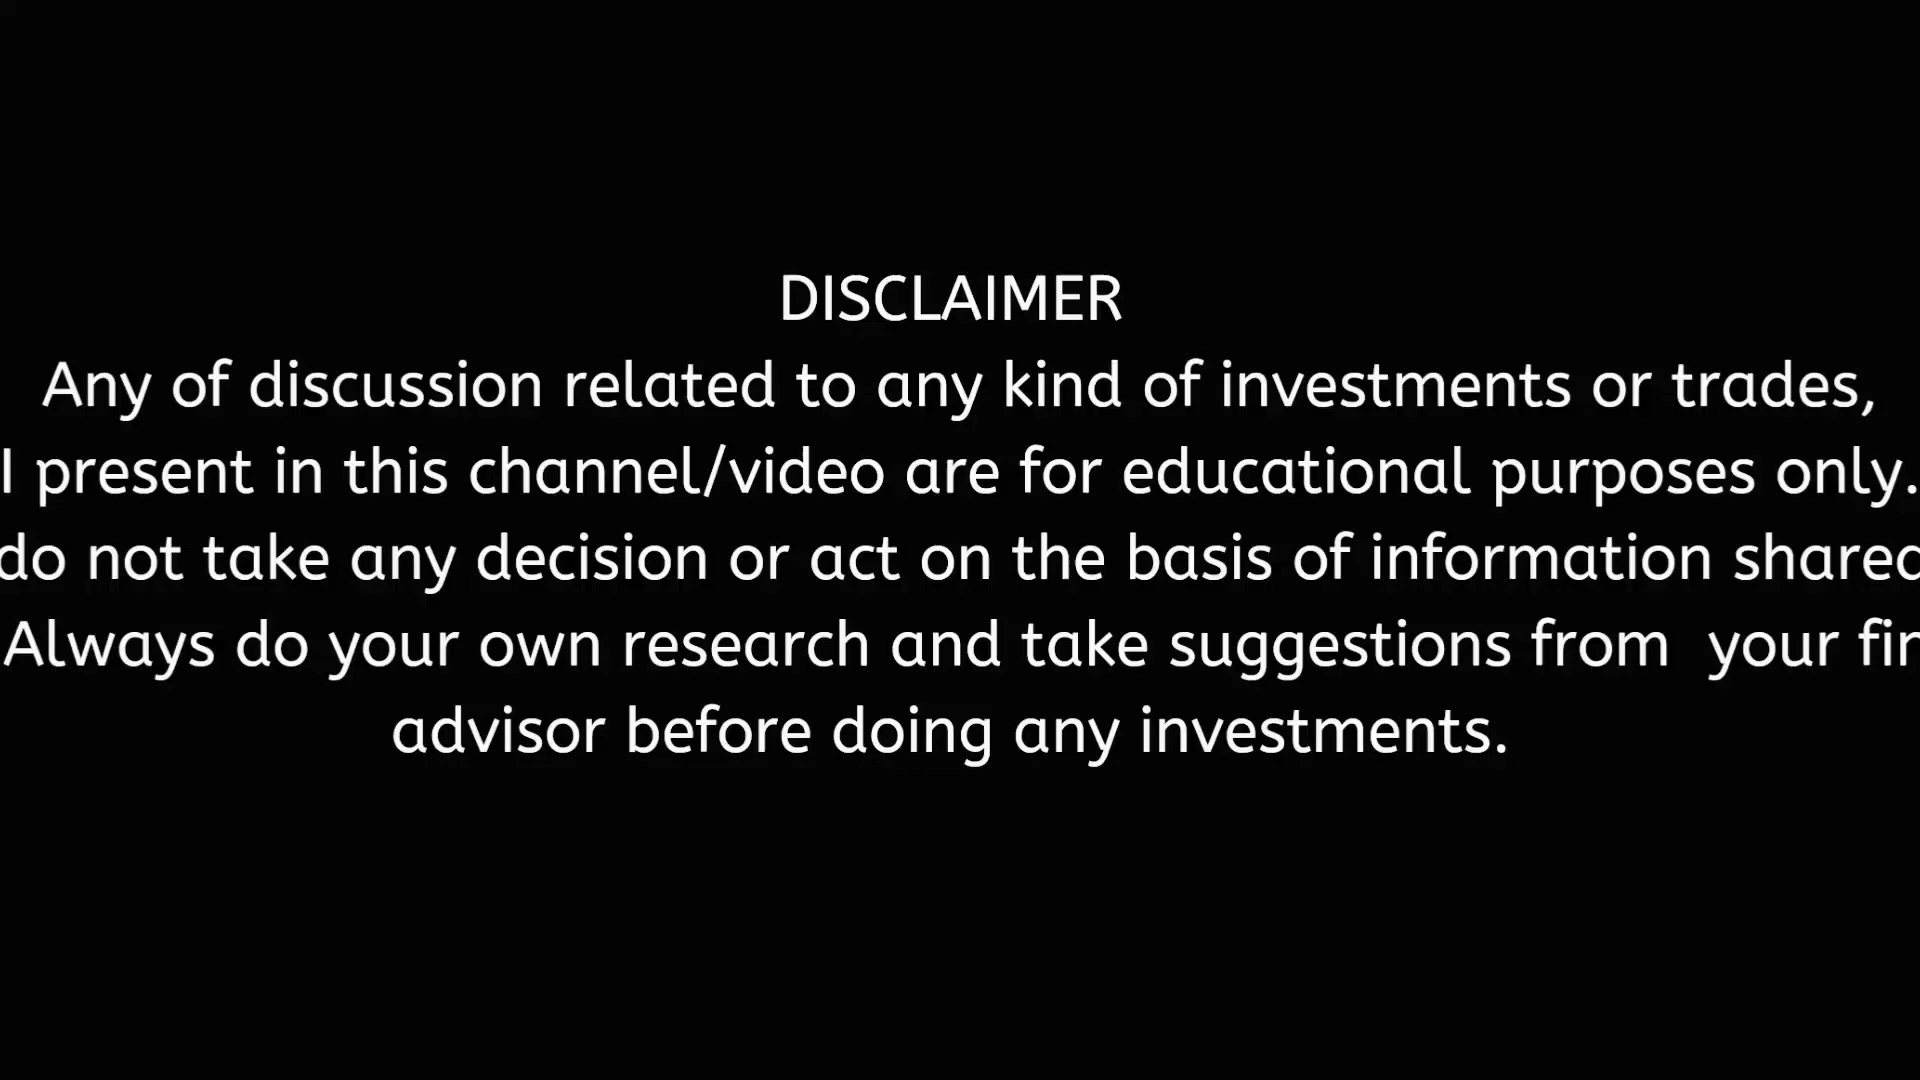 DISCLAIMER
Any of discussion related to any kind of investments or trades,
I present in this channel/video are for educational purposes only.
do not take any decision or act on the basis of information shared
Always do your own research and take suggestions from your
advisor before doing any investments.